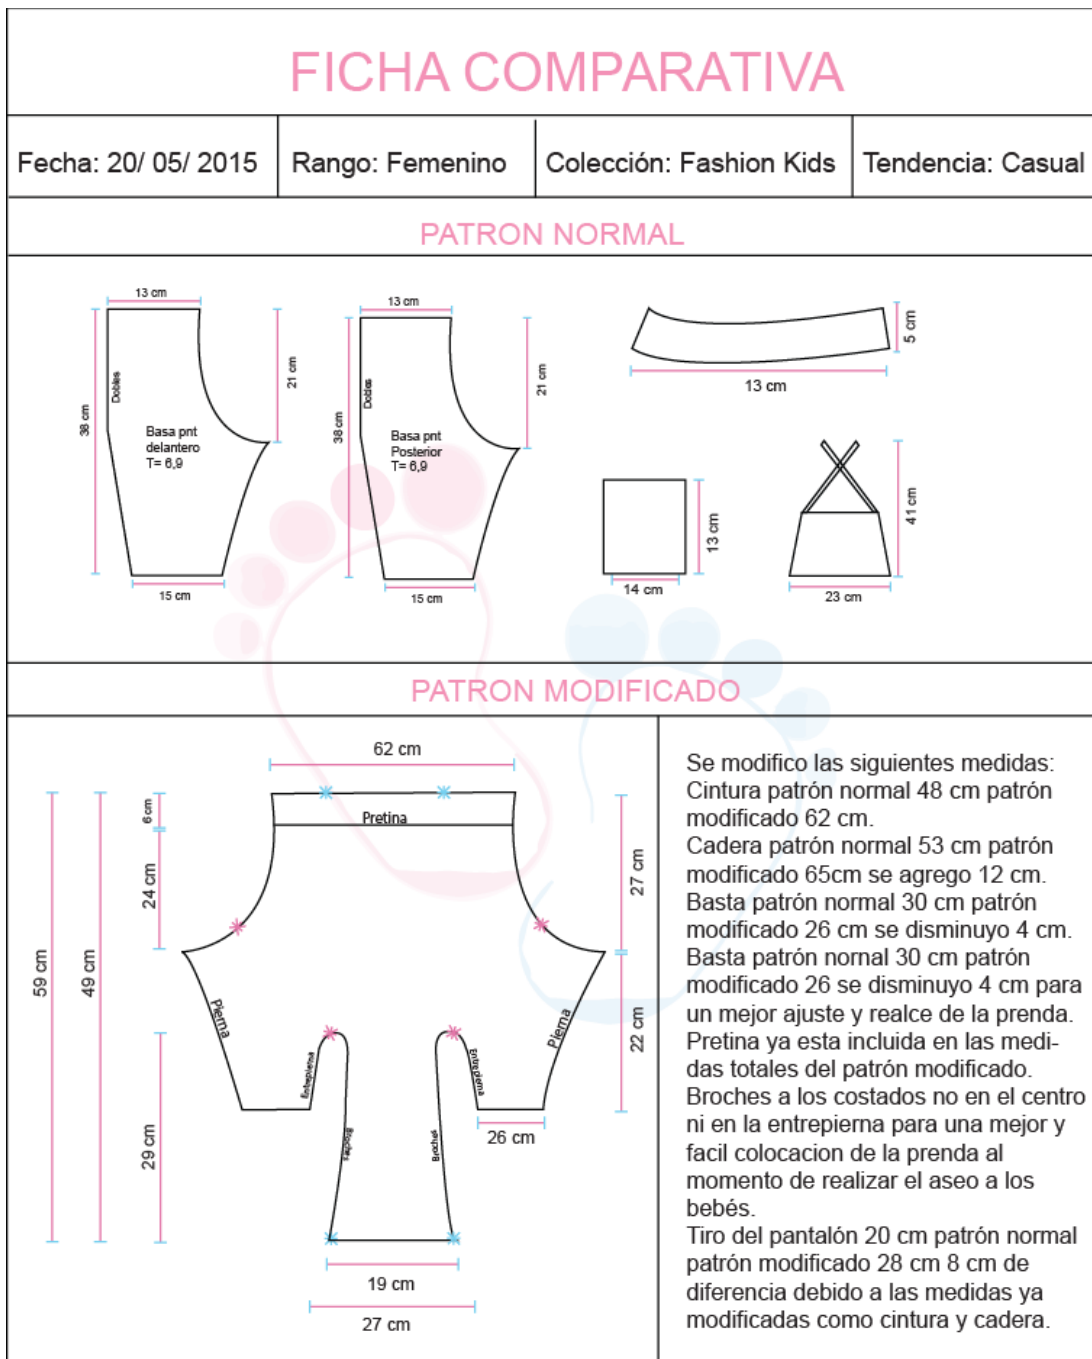 FICHA COMPARATIVA
Fecha: 20/ 05/ 2015
Rango: Femenino
Colección: Fashion Kids
Tendencia: Casual
PATRON NORMAL
13 cm
38 cm
Dobles
Basa pnt
delantero
T= 6,9
21 cm
15 cm
13 cm
38 cm
Dobles
Basa pnt
Posterior
T= 6,9
21 cm
15 cm
5 cm
13 cm
13 cm
14 cm
41 cm
23 cm
PATRON MODIFICADO
62 cm
6 cm
Pretina
24 cm
27 cm
59 cm
49 cm
Pierna
Pierna
22 cm
Entrepierna
Entrepierna
29 cm
Broches
Broches
26 cm
19 cm
27 cm
Se modifico las siguientes medidas:
Cintura patrón normal 48 cm patrón
modificado 62 cm.
Cadera patrón normal 53 cm patrón
modificado 65cm se agrego 12 cm.
Basta patrón normal 30 cm patrón
modificado 26 cm se disminuyo 4 cm.
Basta patrón nornal 30 cm patrón
modificado 26 se disminuyo 4 cm para
un mejor ajuste y realce de la prenda.
Pretina ya esta incluida en las medi-
das totales del patrón modificado.
Broches a los costados no en el centro
ni en la entrepierna para una mejor y
facil colocacion de la prenda al
momento de realizar el aseo a los
bebés.
Tiro del pantalón 20 cm patrón normal
patrón modificado 28 cm 8 cm de
diferencia debido a las medidas ya
modificadas como cintura y cadera.